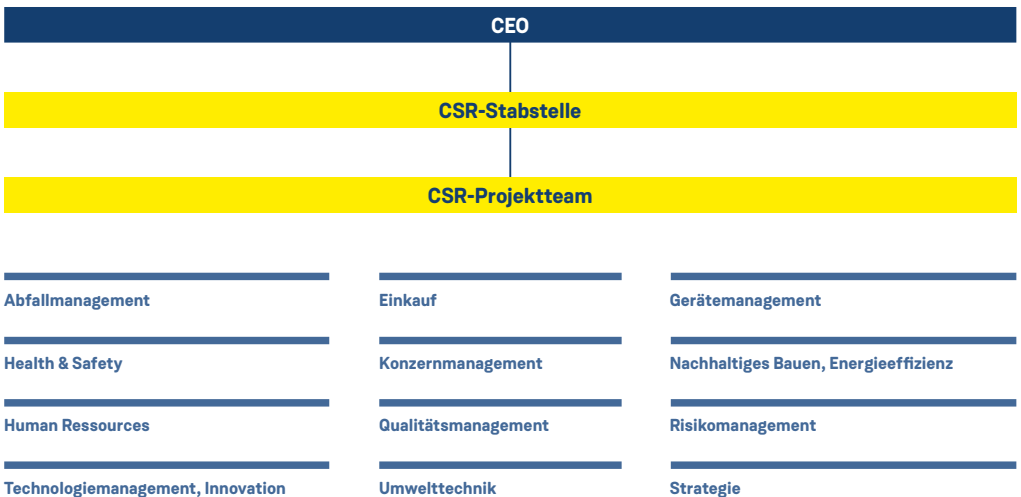 CEO
CSR-Stabstelle
CSR-Projektteam
Abfallmanagement
Einkauf
Gerätemanagement
Health & Safety
Konzernmanagement
Nachhaltiges Bauen, Energieeffizienz
Human Ressources
Qualitätsmanagement
Risikomanagement
Technologiemanagement, Innovation
Umwelttechnik
Strategie